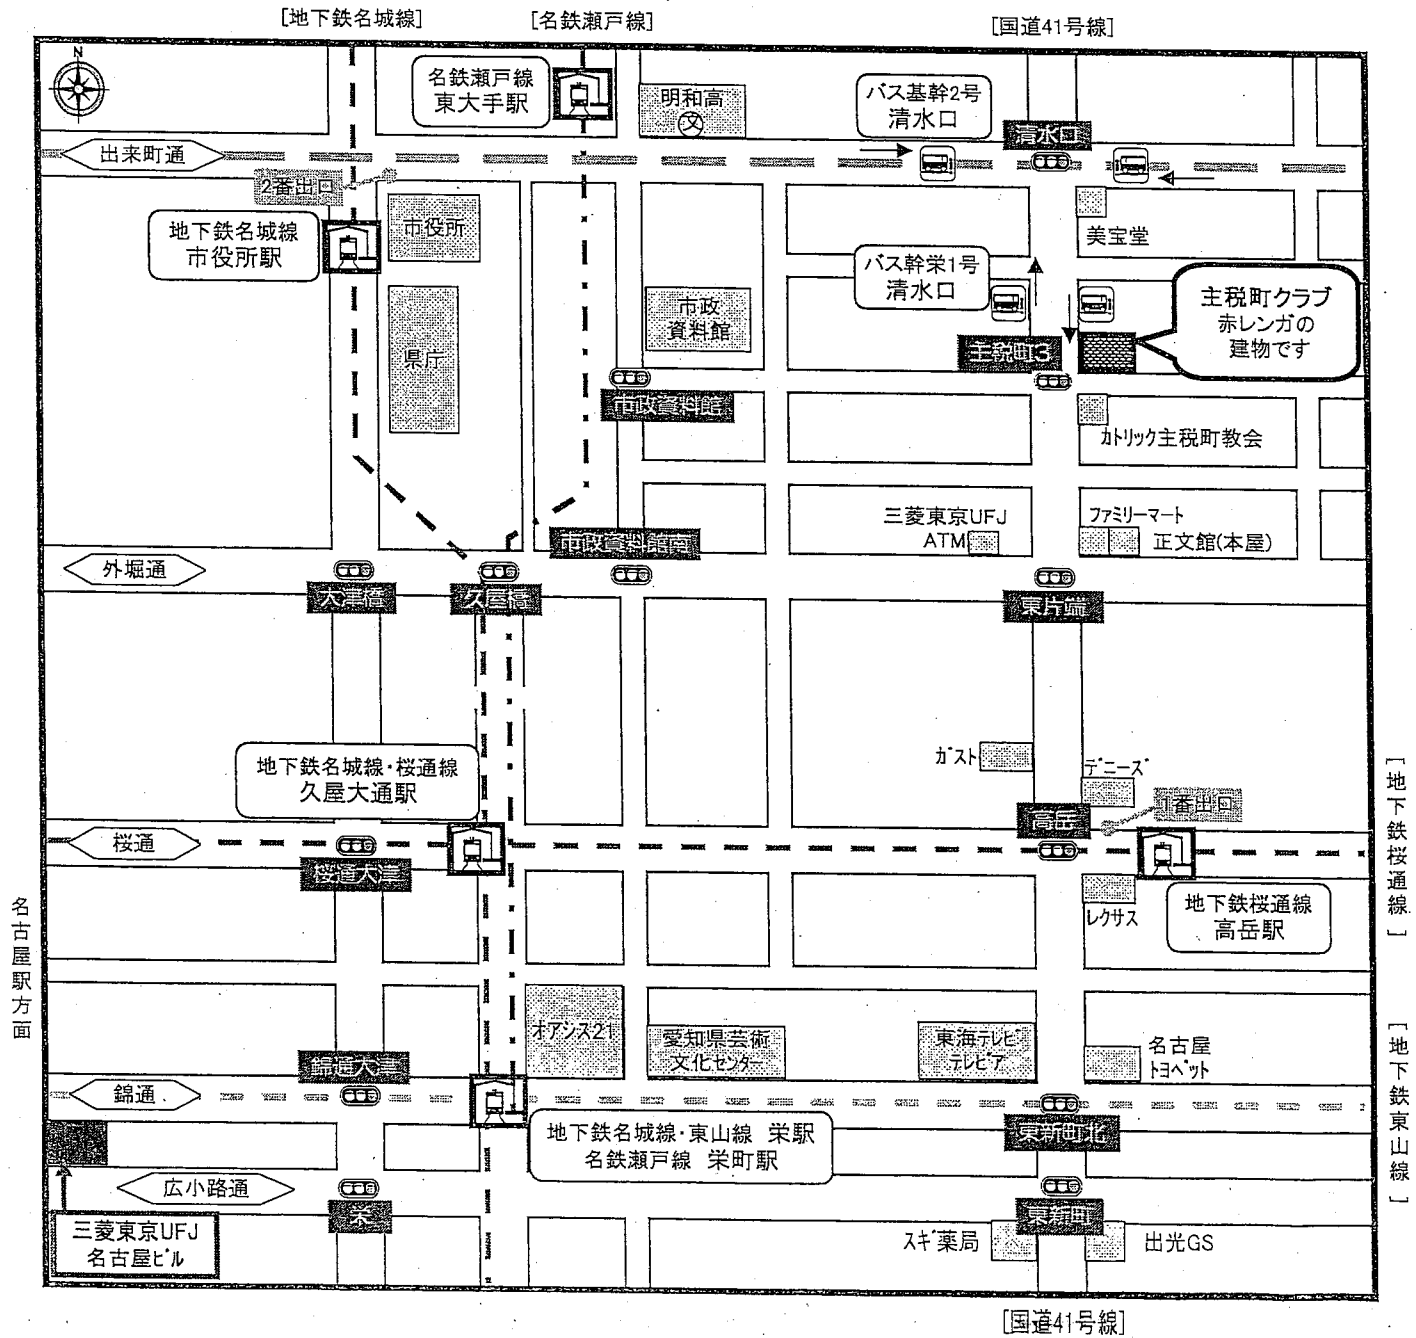 [地下鉄名城線]
[名鉄瀬戸線]
[国道41号線]
N
名鉄瀬戸線
東大手駅
明和高
文
バス基幹2号
清水口
清水口
出来町通
2番出口
市役所
地下鉄名城線
市役所駅
美宝堂
バス幹栄1号
清水口
主税町クラブ
赤レンガの
建物です
市政
資料館
県庁
主税町3
市政資料館
カトリック主税町教会
三菱東京UFJ
ATM
ファミリーマート
正文館(本屋)
市政資料館南
外堀通
大津橋
久屋橋
東片端
地下鉄名城線・桜通線
久屋大通駅
ガスト
デニーズ
1番出口
高岳
桜通
桜通大津
レクサス
地下鉄桜通線
高岳駅
[地下鉄桜通線]
名古屋駅方面
オアシス21
愛知県芸術
文化センター
東海テレビ
テレピア
名古屋
トヨペット
錦通大津
錦通
[地下鉄東山線]
地下鉄名城線・東山線 栄駅
名鉄瀬戸線 栄町駅
東新町北
広小路通
栄
東新町
三菱東京UFJ
名古屋ビル
スギ薬局
出光GS
[国道41号線]